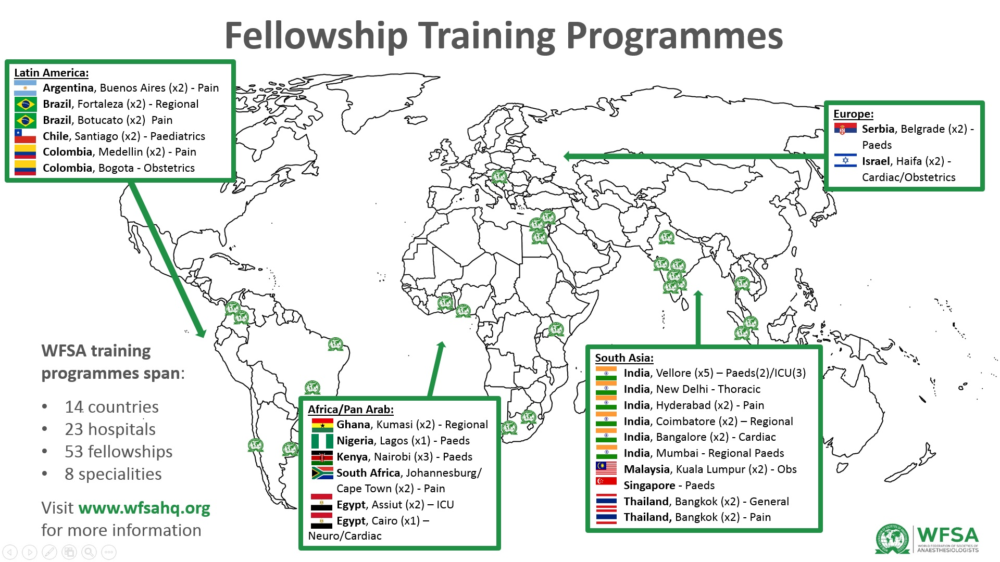 Fellowship Training Programmes
Latin America:
Argentina, Buenos Aires (x2) - Pain
Brazil, Fortaleza (x2) - Regional
Brazil, Botucato (x2)  Pain
Chile, Santiago (x2) - Paediatrics
Colombia, Medellin (x2) - Pain
Colombia, Bogota - Obstetrics
Europe:
Serbia, Belgrade (x2) -
Paeds
Israel, Haifa (x2) -
Cardiac/Obstetrics
WFSA training
programmes span:
• 14 countries
• 23 hospitals
• 53 fellowships
• 8 specialities
Visit www.wfsahq.org
for more information
Africa/Pan Arab:
Ghana, Kumasi (x2) - Regional
Nigeria, Lagos (x1) - Paeds
Kenya, Nairobi (x3) - Paeds
South Africa, Johannesburg/
Cape Town (x2) - Pain
Egypt, Assiut (x2) – ICU
Egypt, Cairo (x1) –
Neuro/Cardiac
South Asia:
India, Vellore (x5) – Paeds(2)/ICU(3)
India, New Delhi - Thoracic
India, Hyderabad (x2) - Pain
India, Coimbatore (x2) – Regional
India, Bangalore (x2) - Cardiac
India, Mumbai - Regional Paeds
Malaysia, Kuala Lumpur (x2) - Obs
Singapore - Paeds
Thailand, Bangkok (x2) - General
Thailand, Bangkok (x2) - Pain
WFSA
WORLD FEDERATION OF SOCIETIES OF
ANAESTHESIOLOGISTS